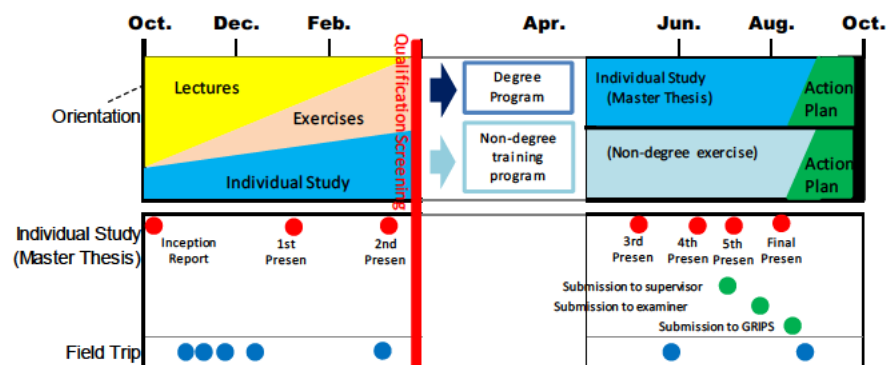 Oct. Dec. Feb. Apr. Jun. Aug. Oct.
Qualification Screening
Orientation
Lectures
Exercises
Individual Study
Degree
Program
Non-degree
training
program
Individual Study
(Master Thesis)
Action
Plan
(Non-degree exercise)
Action
Plan
Individual Study
(Master Thesis)
Inception
Report
1st
Presen
2nd
Presen
3rd
Presen
4th
Presen
5th
Presen
Final
Presen
Submission to supervisor
Submission to examiner
Submission to GRIPS
Field Trip